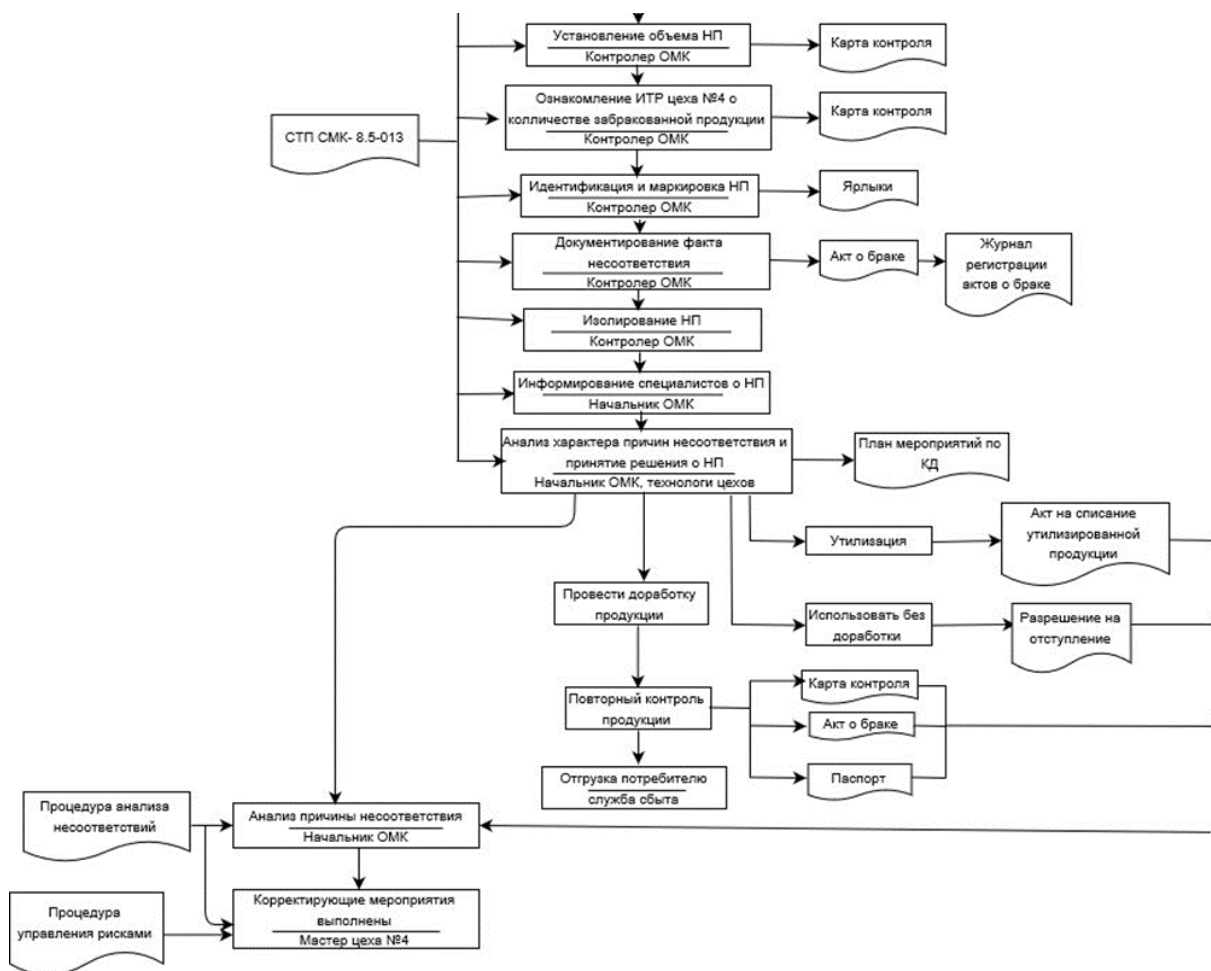 Установление объема НП
Контролер ОМК
Карта контроля
Ознакомление ИТР цеха №4 о
колличестве забракованной продукции
Контролер ОМК
Карта контроля
СТП СМК- 8.5-013
Идентификация и маркировка НП
Контролер ОМК
Ярлыки
Документирование факта
несоответствия
Контролер ОМК
Акт о браке
Журнал
регистрации
актов о браке
Изолирование НП
Контролер ОМК
Информирование специалистов о НП
Начальник ОМК
Анализ характера причин несоответствия и
принятие решения о НП
Начальник ОМК, технологи цехов
План мероприятий по
КД
Утилизация
Акт на списание
утилизированной
продукции
Провести доработку
продукции
Использовать без
доработки
Разрешение на
отступление
Повторный контроль
продукции
Карта контроля
Акт о браке
Паспорт
Отгрузка потребителю
служба сбыта
Процедура анализа
несоответствий
Анализ причины несоответствия
Начальник ОМК
Процедура
управления рисками
Корректирующие мероприятия
выполнены
Мастер цеха №4